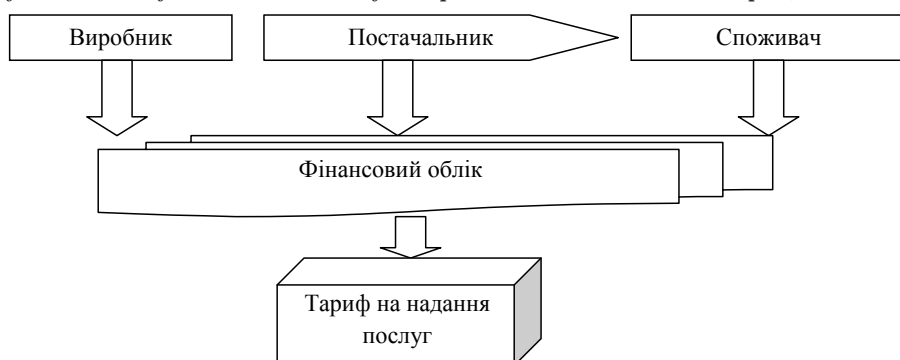 Виробник
Постачальник
Споживач
Фінансовий облік
Тариф на надання
послуг